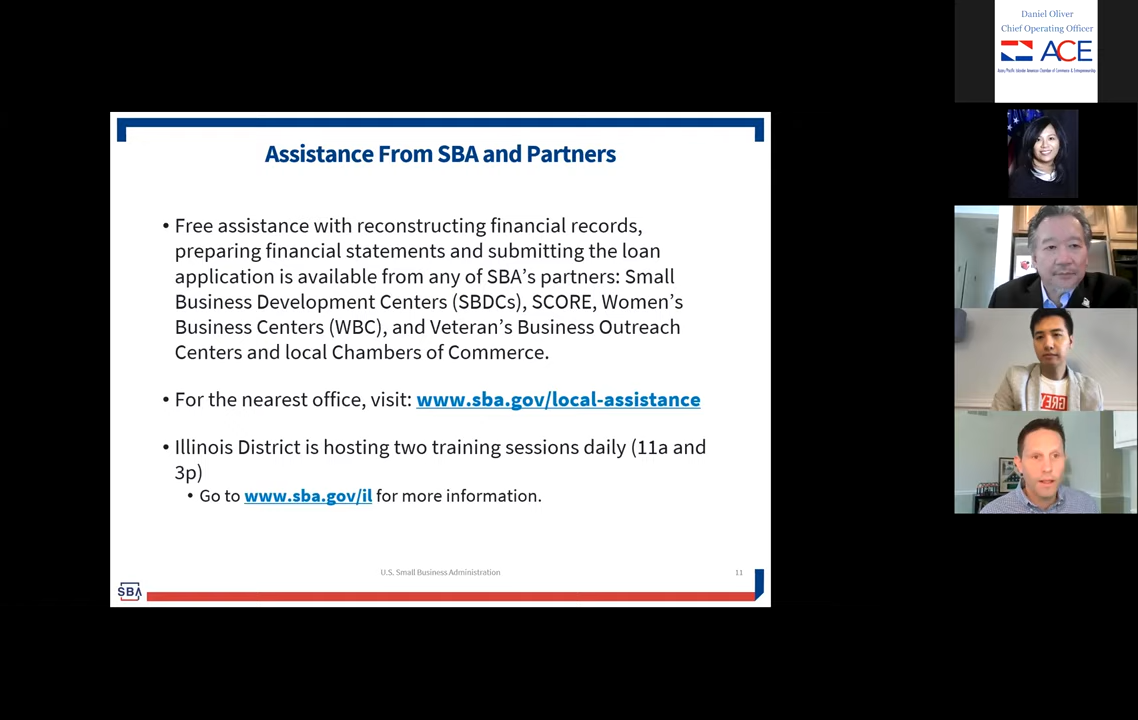 Assistance From SBA and Partners
• Free assistance with reconstructing financial records,
preparing financial statements and submitting the loan
application is available from any of SBA's partners: Small
Business Development Centers (SBDCs), SCORE, Women's
Business Centers (WBC), and Veteran's Business Outreach
Centers and local Chambers of Commerce.
• For the nearest office, visit: www.sba.gov/local-assistance
• Illinois District is hosting two training sessions daily (11a and
3p)
• Go to www.sba.gov/il for more information.
U.S. Small Business Administration
11
SBA
Daniel Oliver
Chief Operating Officer
ACE